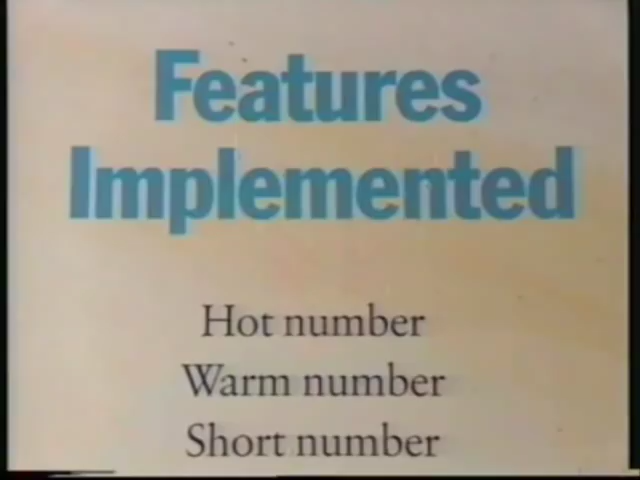 Features
Implemented
Hot number
Warm number
Short number